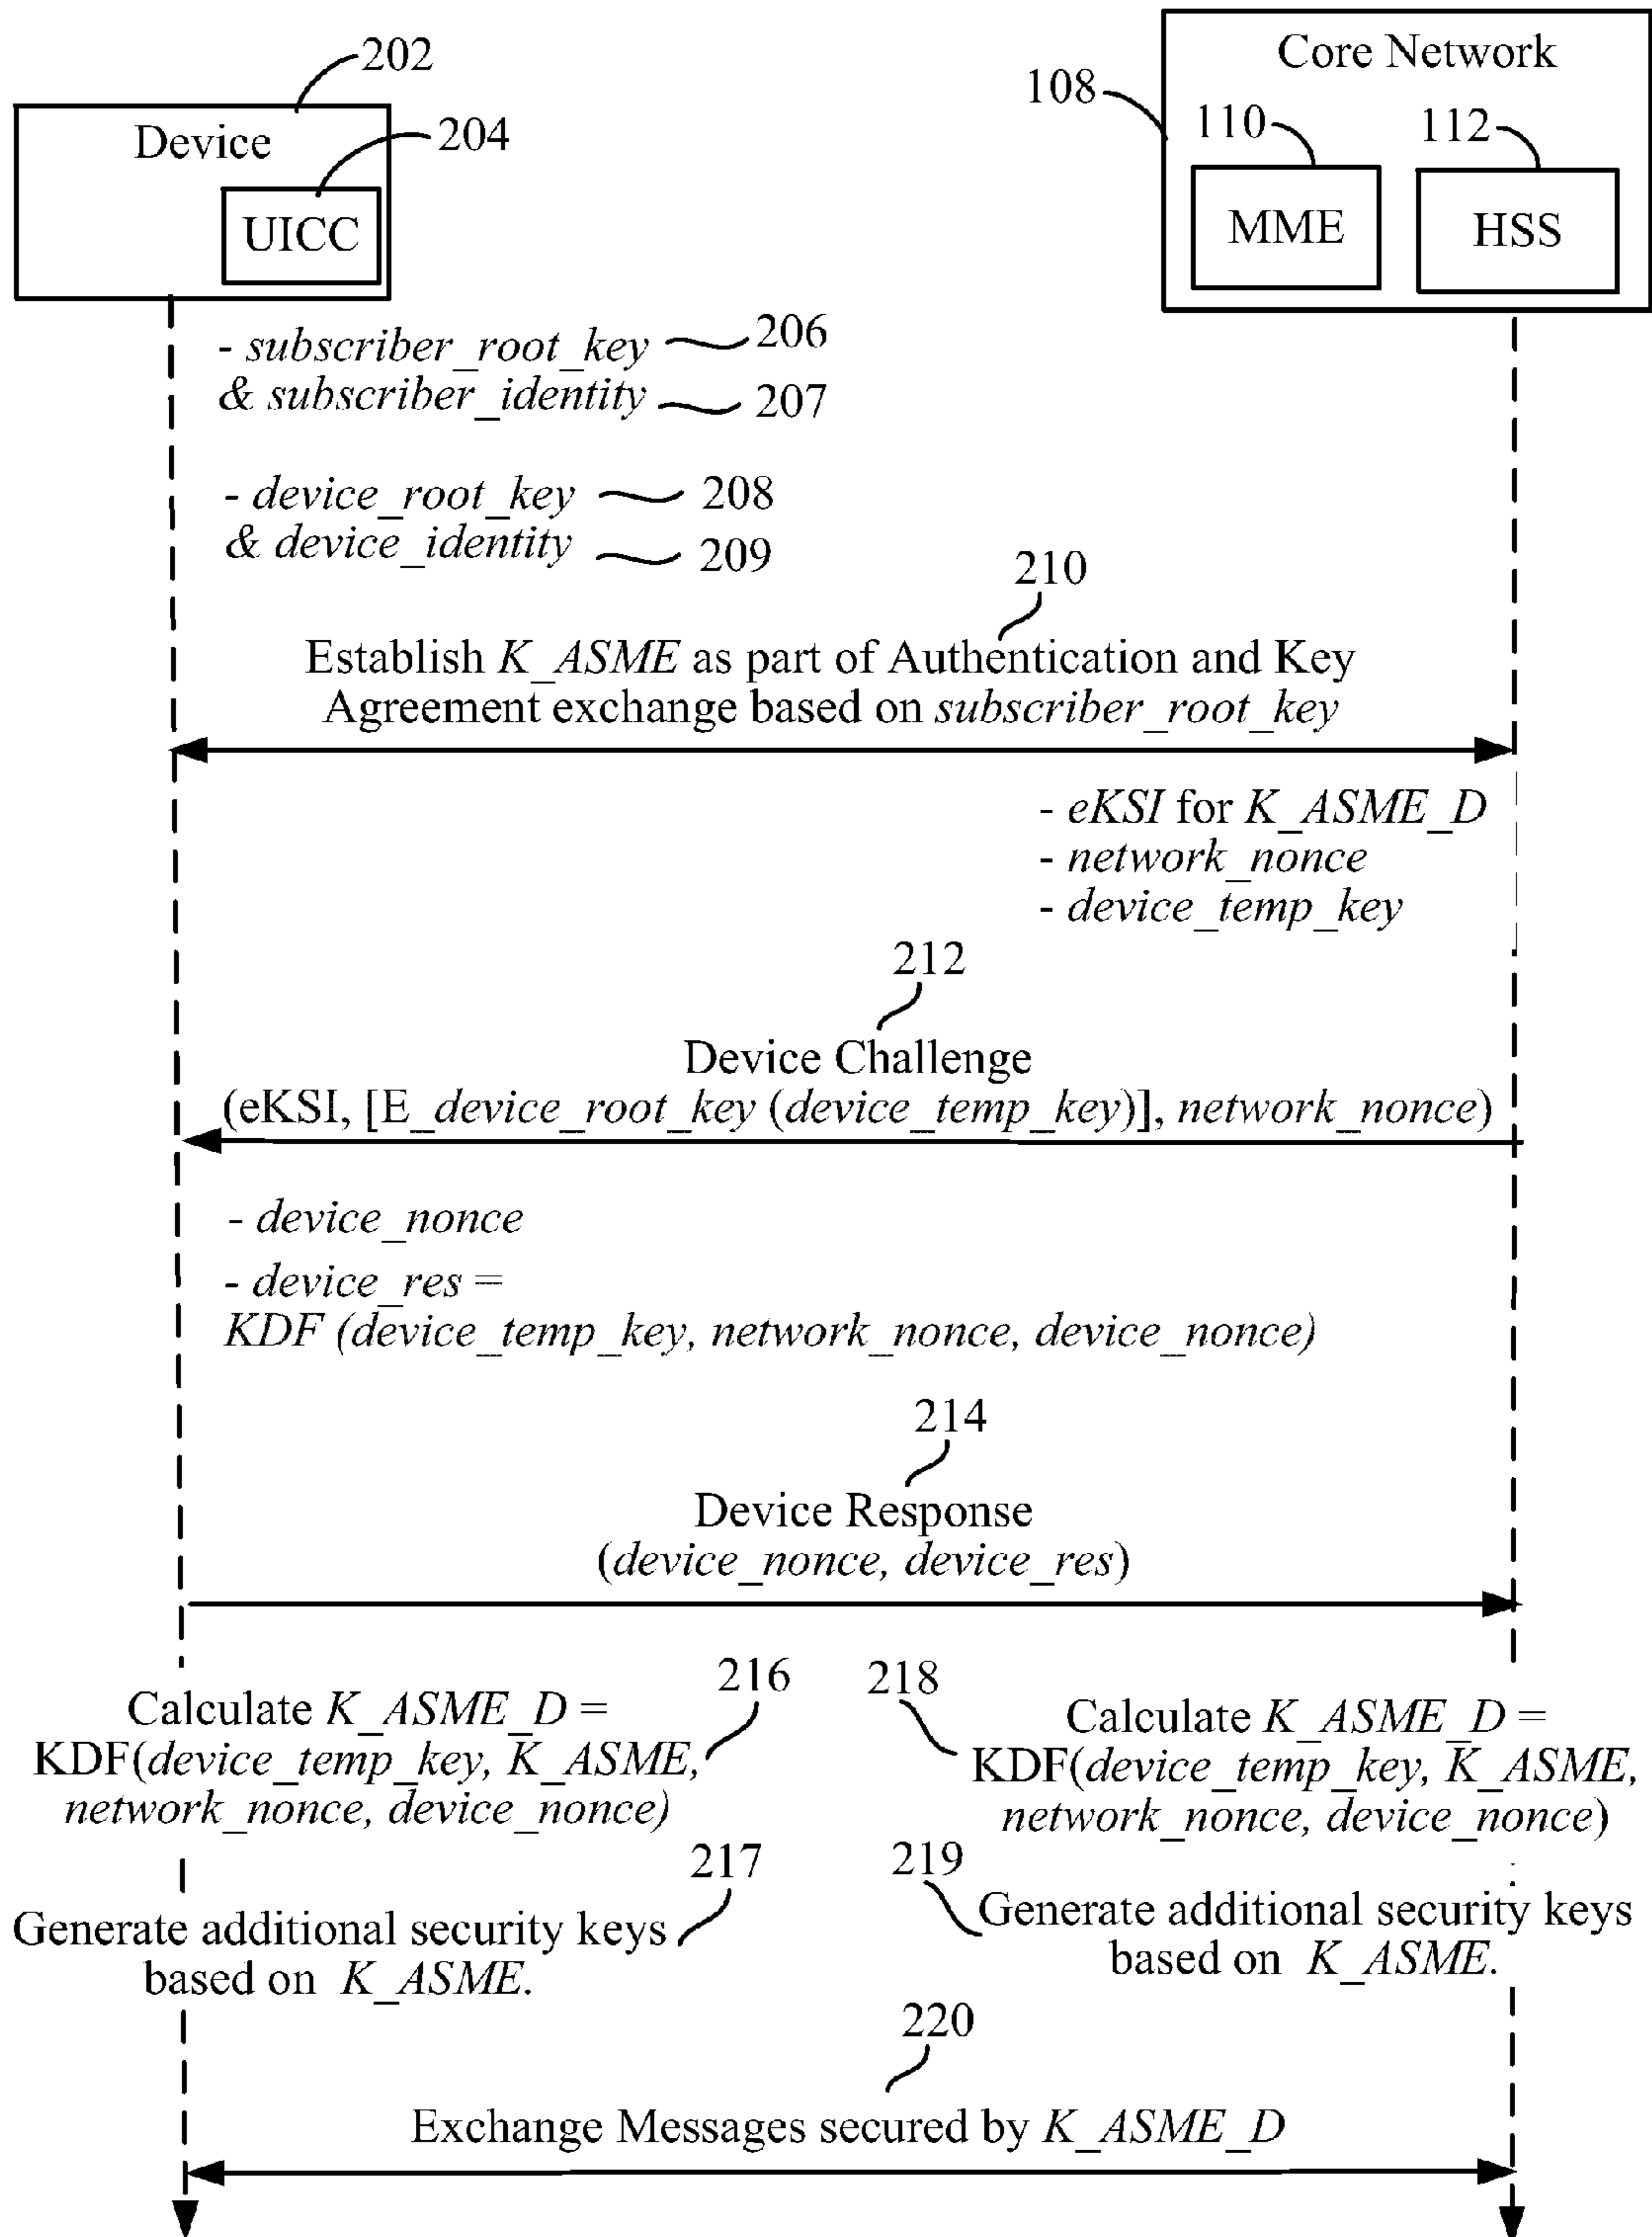 202
Device
204
UICC
Core Network
108
110
112
MME
HSS
- subscriber_root_key 206
& subscriber_identity 207
- device_root_key 208
& device_identity 209
210
Establish K_ASME as part of Authentication and Key
Agreement exchange based on subscriber_root_key
- eKSI for K_ASME_D
- network_nonce
- device_temp_key
212
Device Challenge
(eKSI, [E_device_root_key (device_temp_key)], network_nonce)
- device_nonce
- device_res =
KDF (device_temp_key, network_nonce, device_nonce)
214
Device Response
(device_nonce, device_res)
216
Calculate K_ASME_D =
KDF(device_temp_key, K_ASME,
network_nonce, device_nonce)
218
Calculate K_ASME_D =
KDF(device_temp_key, K_ASME,
network_nonce, device_nonce)
217
Generate additional security keys
based on K_ASME.
219
Generate additional security keys
based on K_ASME.
220
Exchange Messages secured by K_ASME_D